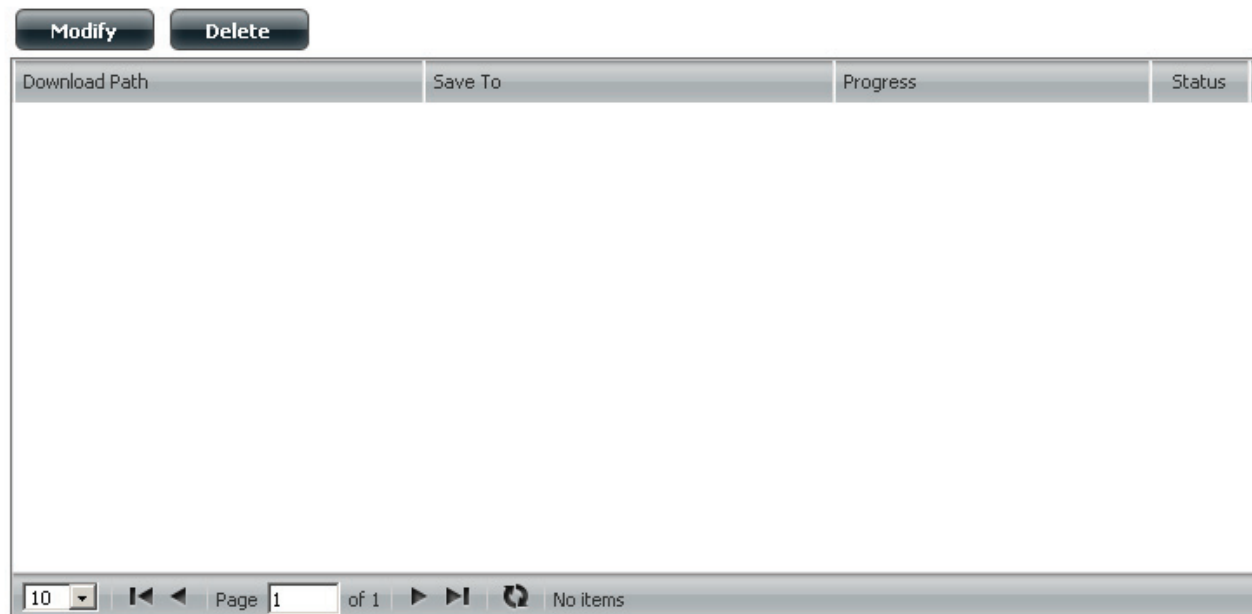 Modify Delete
Download Path Save To Progress Status
10 Page 1 of 1 No items